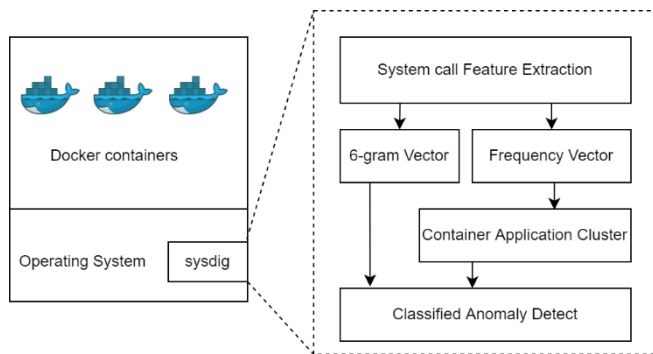 Docker containers
Operating System
sysdig
System call Feature Extraction
6-gram Vector
Frequency Vector
Container Application Cluster
Classified Anomaly Detect